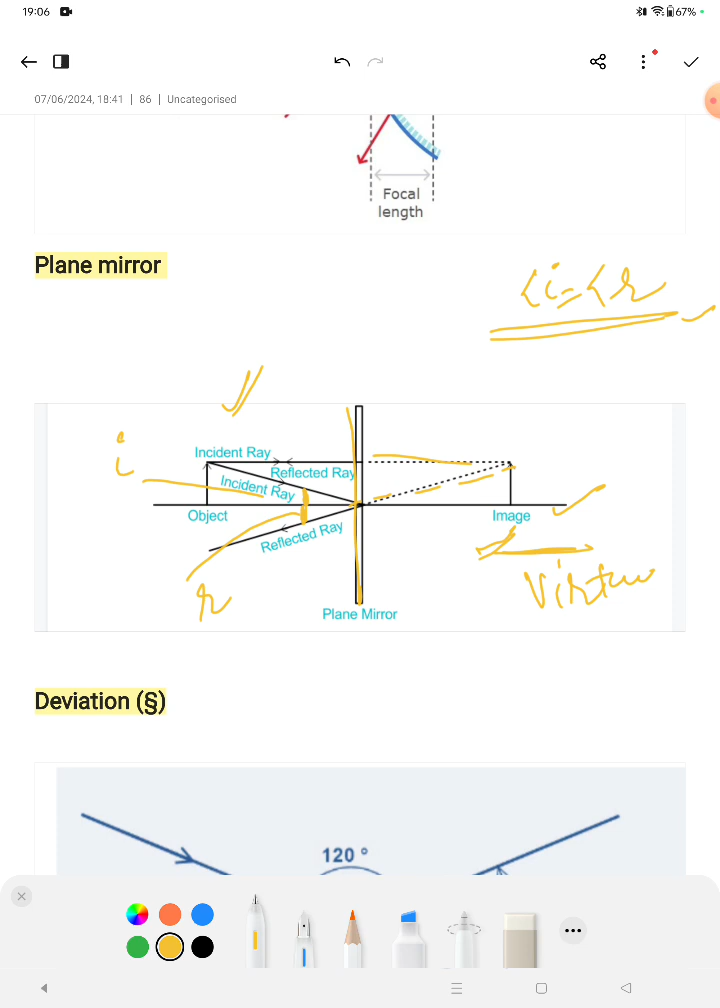 19:06
67%
07/06/2024, 18:41 | 86 | Uncategorised
Focal
length
Plane mirror
∠i=∠r
i
Incident Ray
Reflected Ray
Incident Ray
Object
Image
Reflected Ray
r
Virtual
Plane Mirror
Deviation (§)
120 °